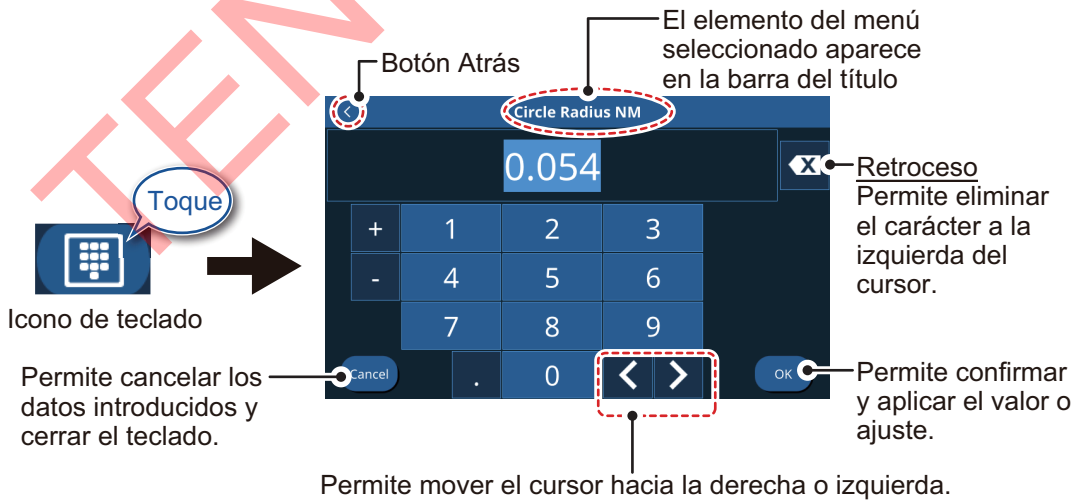 El elemento del menú
seleccionado aparece
en la barra del título
Botón Atrás
Circle Radius NM
0.054
Retroceso
Permite eliminar
el carácter a la
izquierda del
cursor.
Toque
+ 1 2 3
- 4 5 6
7 8 9
Icono de teclado
Cancel . 0 OK
Permite cancelar los
datos introducidos y
cerrar el teclado.
Permite confirmar
y aplicar el valor o
ajuste.
Permite mover el cursor hacia la derecha o izquierda.
TEN